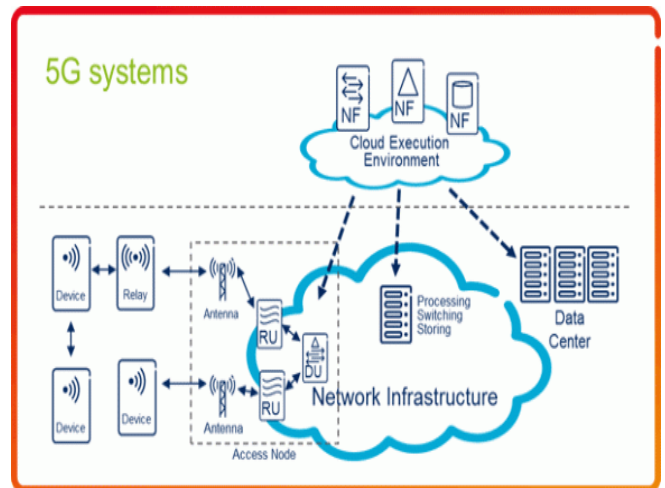 5G systems
NF
NF
NF
Cloud Execution
Environment
Device
Relay
Antenna
RU
DU
Processing
Switching
Storing
Data
Center
Device
Device
Antenna
RU
Network Infrastructure
Access Node